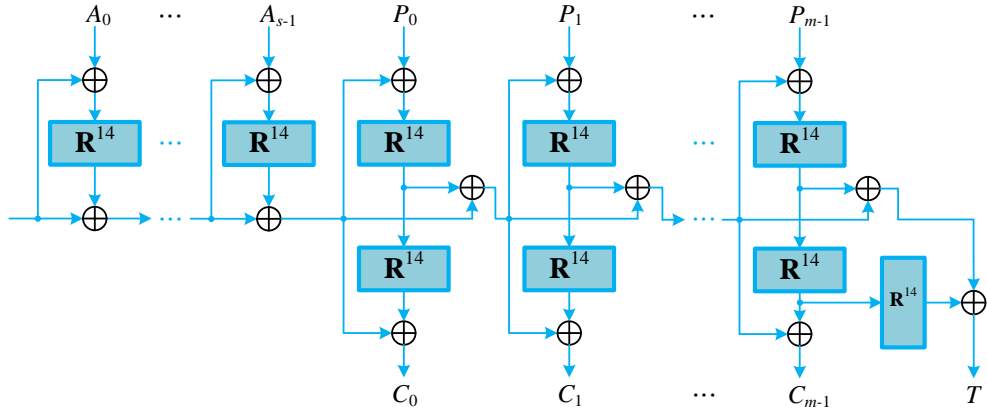 A₀ ⋯ Aₛ₋₁ P₀ P₁ ⋯ Pₘ₋₁
R¹⁴ ⋯ R¹⁴ R¹⁴ R¹⁴ ⋯ R¹⁴
⋯ ⋯
R¹⁴ R¹⁴ R¹⁴ R¹⁴
C₀ C₁ ⋯ Cₘ₋₁ T